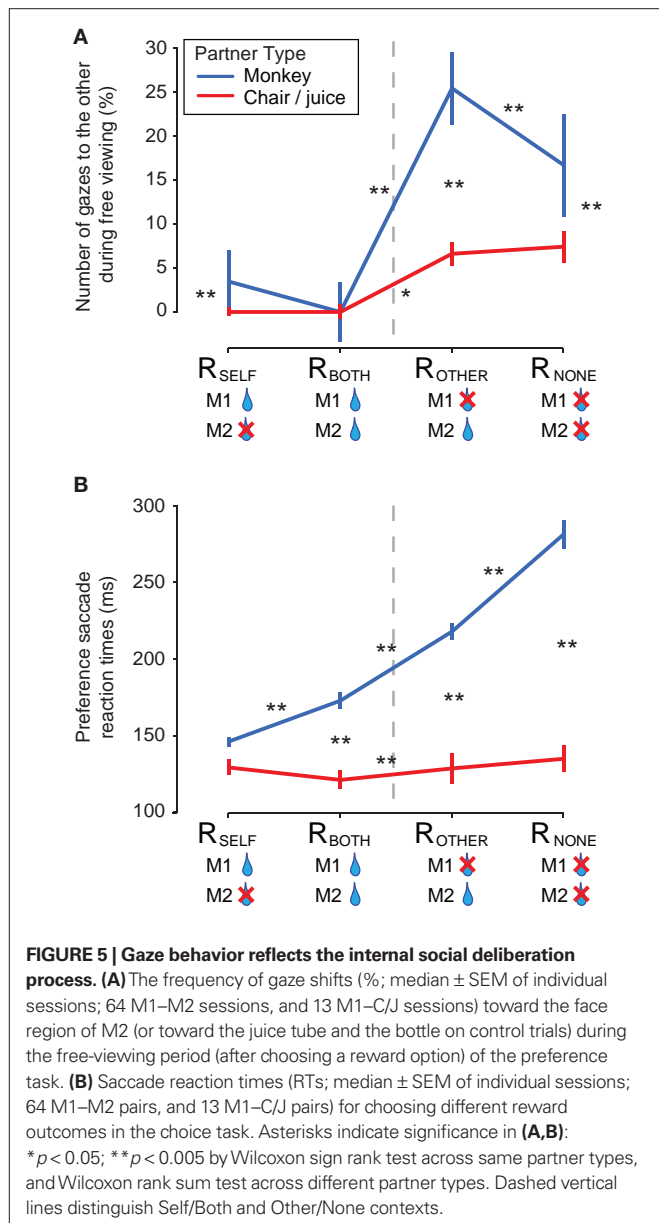 A
Partner Type
Monkey
Chair / juice
Number of gazes to the other
during free viewing (%)
30
25
20
15
10
5
0
**
**
*
**
**
**
R SELF R BOTH R OTHER R NONE
M1 M1 M1 M1
M2 M2 M2 M2
B
Preference saccade
reaction times (ms)
300
250
200
150
100
**
**
**
**
**
**
**
R SELF R BOTH R OTHER R NONE
M1 M1 M1 M1
M2 M2 M2 M2
FIGURE 5 | Gaze behavior reflects the internal social deliberation
process. (A) The frequency of gaze shifts (%; median ± SEM of individual
sessions; 64 M1–M2 sessions, and 13 M1–C/J sessions) toward the face
region of M2 (or toward the juice tube and the bottle on control trials) during
the free-viewing period (after choosing a reward option) of the preference
task. (B) Saccade reaction times (RTs; median ± SEM of individual sessions;
64 M1–M2 pairs, and 13 M1–C/J pairs) for choosing different reward
outcomes in the choice task. Asterisks indicate significance in (A,B):
*p < 0.05; **p < 0.005 by Wilcoxon sign rank test across same partner types,
and Wilcoxon rank sum test across different partner types. Dashed vertical
lines distinguish Self/Both and Other/None contexts.